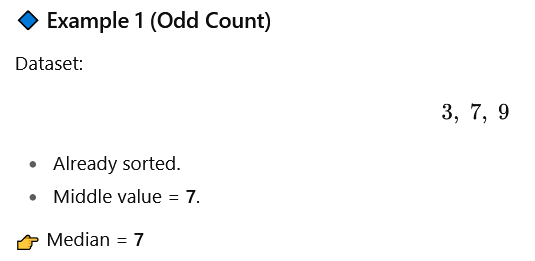 🔷 Example 1 (Odd Count)
Dataset:
3, 7, 9
• Already sorted.
• Middle value = 7.
👉 Median = 7